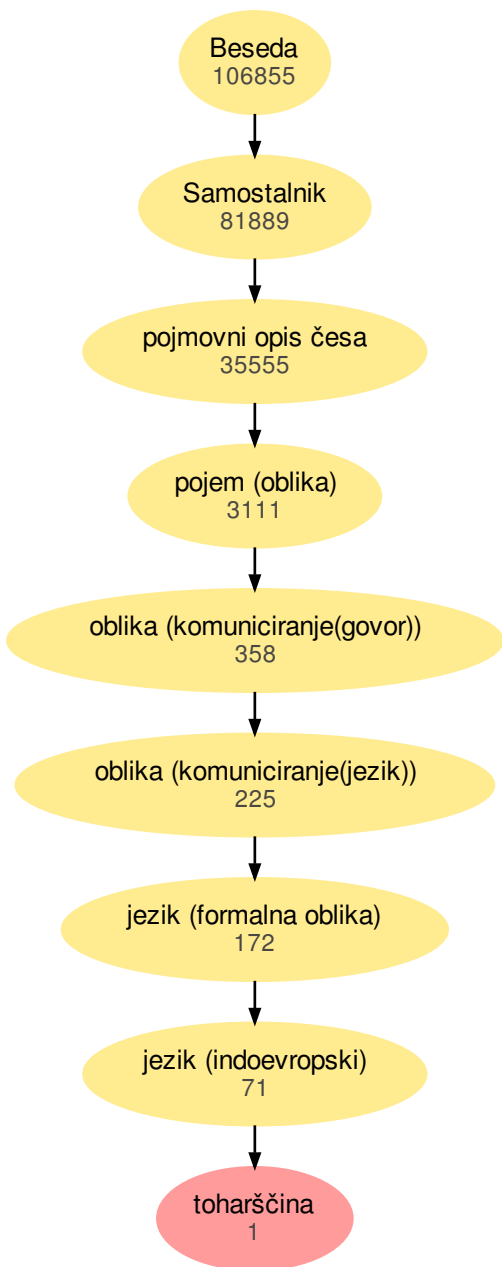 Beseda
106855
Samostalnik
81889
pojmovni opis česa
35555
pojem (oblika)
3111
oblika (komuniciranje(govor))
358
oblika (komuniciranje(jezik))
225
jezik (formalna oblika)
172
jezik (indoevropski)
71
toharščina
1